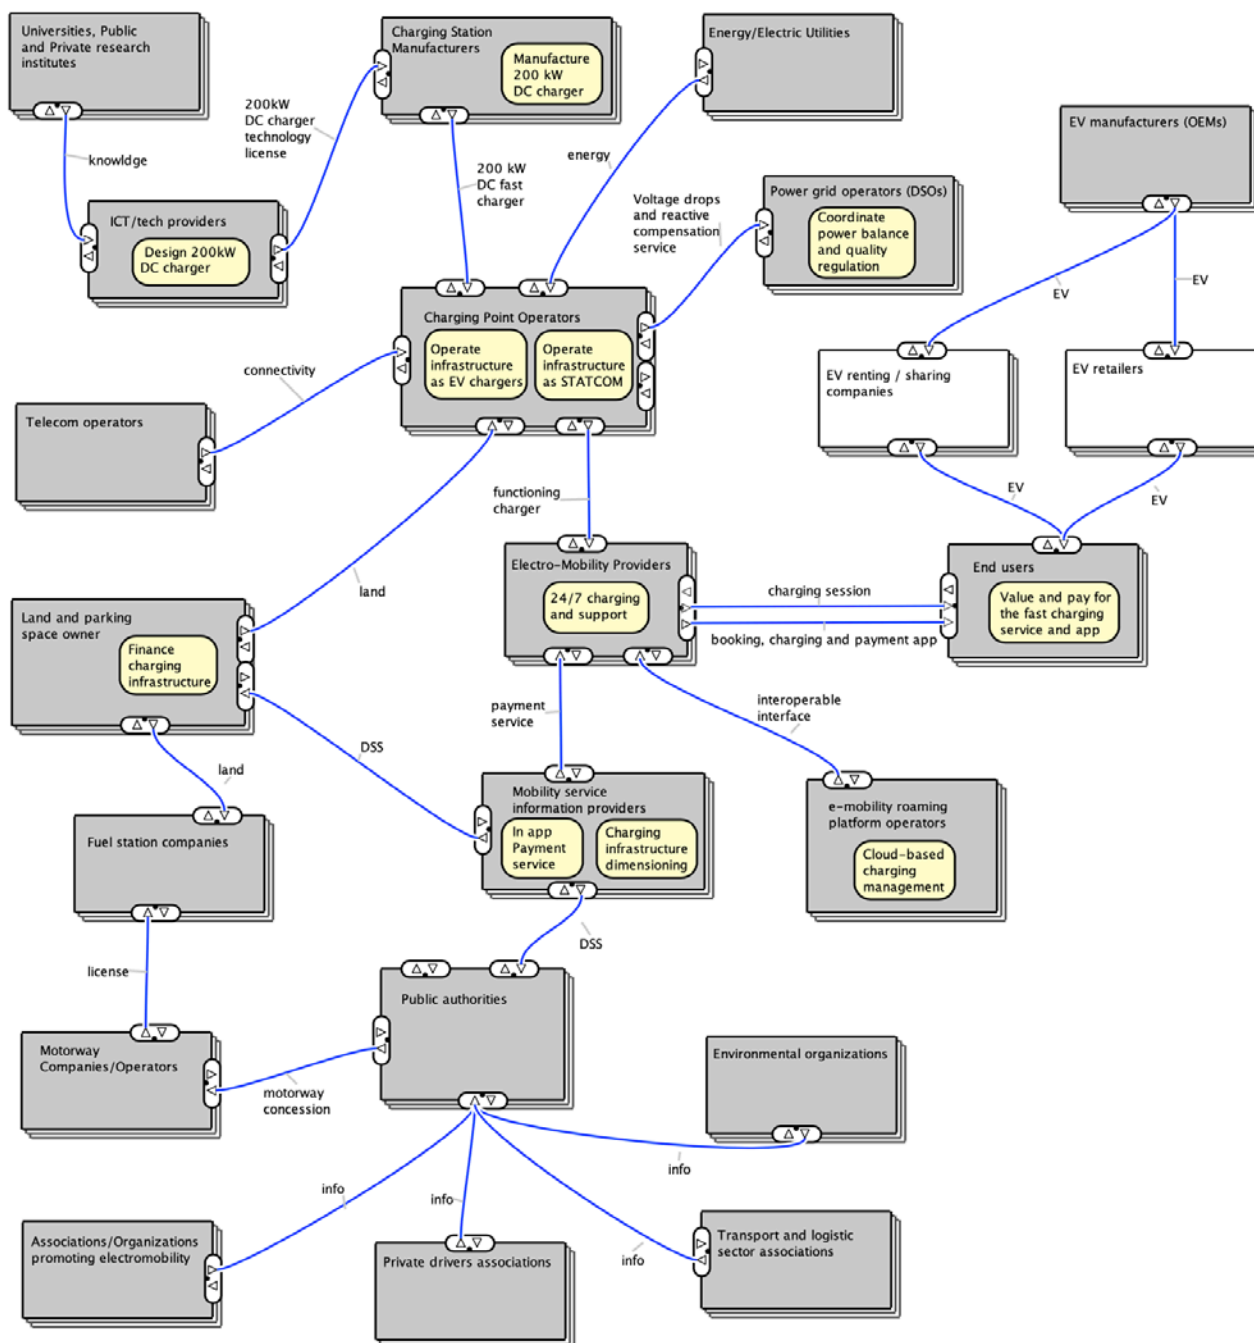 Universities, Public
and Private research
institutes
knowldge
ICT/tech providers
Design 200kW
DC charger
200kW
DC charger
technology
license
Charging Station
Manufacturers
Manufacture
200 kW
DC charger
200 kW
DC fast
charger
Energy/Electric Utilities
energy
Voltage drops
and reactive
compensation
service
Power grid operators (DSOs)
Coordinate
power balance
and quality
regulation
EV manufacturers (OEMs)
EV
EV
EV renting / sharing
companies
EV retailers
EV
EV
Charging Point Operators
Operate
infrastructure
as EV chargers
Operate
infrastructure
as STATCOM
connectivity
Telecom operators
functioning
charger
land
Electro-Mobility Providers
24/7 charging
and support
charging session
booking, charging and payment app
End users
Value and pay for
the fast charging
service and app
Land and parking
space owner
Finance
charging
infrastructure
payment
service
interoperable
interface
DSS
land
Mobility service
information providers
In app
Payment
service
Charging
infrastructure
dimensioning
e-mobility roaming
platform operators
Cloud-based
charging
management
Fuel station companies
DSS
license
Public authorities
Motorway
Companies/Operators
motorway
concession
Environmental organizations
info
info
info
info
Associations/Organizations
promoting electromobility
Private drivers associations
Transport and logistic
sector associations